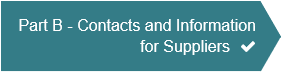 Part B - Contacts and Information
for Suppliers ✔